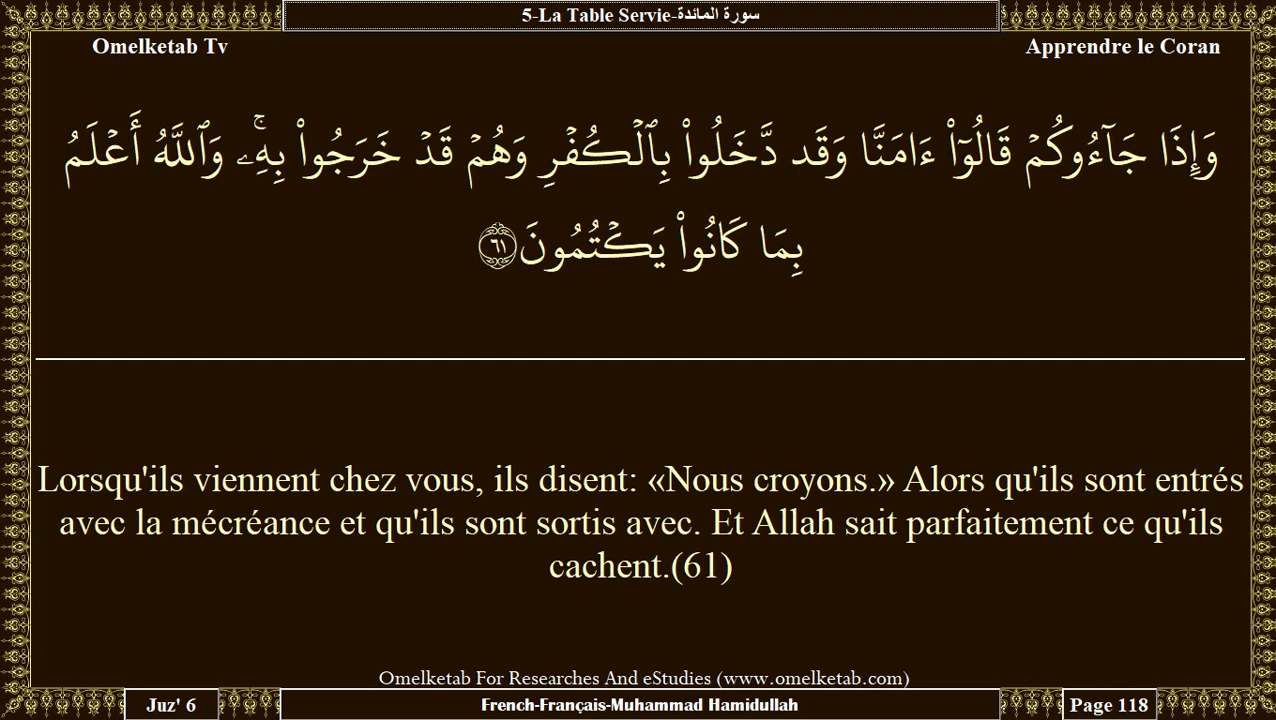 5-La Table Servie-سورة المائدة
Omelketab Tv
Apprendre le Coran
وَإِذَا جَآءُوكُمۡ قَالُوٓاْ ءَامَنَّا وَقَد دَّخَلُواْ بِٱلۡكُفۡرِ وَهُمۡ قَدۡ خَرَجُواْ بِهِۦۚ وَٱللَّهُ أَعۡلَمُ
بِمَا كَانُواْ يَكۡتُمُونَ ٦١
Lorsqu'ils viennent chez vous, ils disent: «Nous croyons.» Alors qu'ils sont entrés
avec la mécréance et qu'ils sont sortis avec. Et Allah sait parfaitement ce qu'ils
cachent.(61)
Omelketab For Researches And eStudies (www.omelketab.com)
Juz' 6
French-Français-Muhammad Hamidullah
Page 118